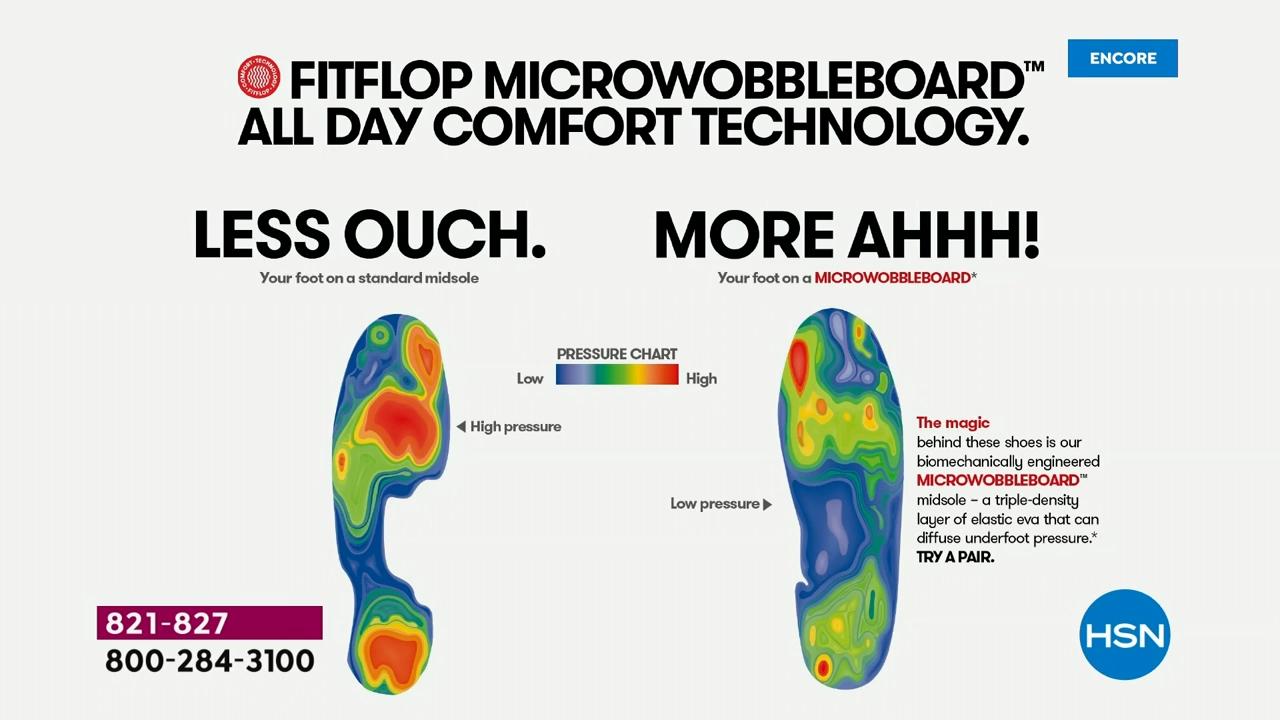 ENCORE
FITFLOP MICROWOBBLEBOARD™
ALL DAY COMFORT TECHNOLOGY.
LESS OUCH.
Your foot on a standard midsole
MORE AHHH!
Your foot on a MICROWOBBLEBOARD*
PRESSURE CHART
Low
High
High pressure
Low pressure
The magic
behind these shoes is our
biomechanically engineered
MICROWOBBLEBOARD™
midsole – a triple-density
layer of elastic eva that can
diffuse underfoot pressure.*
TRY A PAIR.
821-827
800-284-3100
HSN